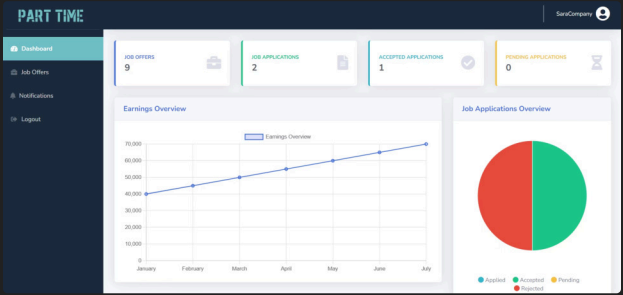 PART TIME
SaraCompany
Dashboard
Job Offers
Notifications
Logout
JOB OFFERS
9
JOB APPLICATIONS
2
ACCEPTED APPLICATIONS
1
PENDING APPLICATIONS
0
Earnings Overview
Earnings Overview
70,000
60,000
50,000
40,000
30,000
20,000
10,000
0
January February March April May June July
Job Applications Overview
Applied Accepted Pending
Rejected